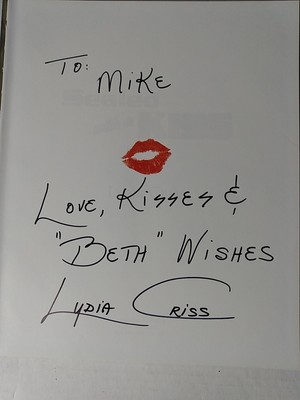 To:
Mike
Love, Kisses &
"Beth" Wishes
Lydia Criss